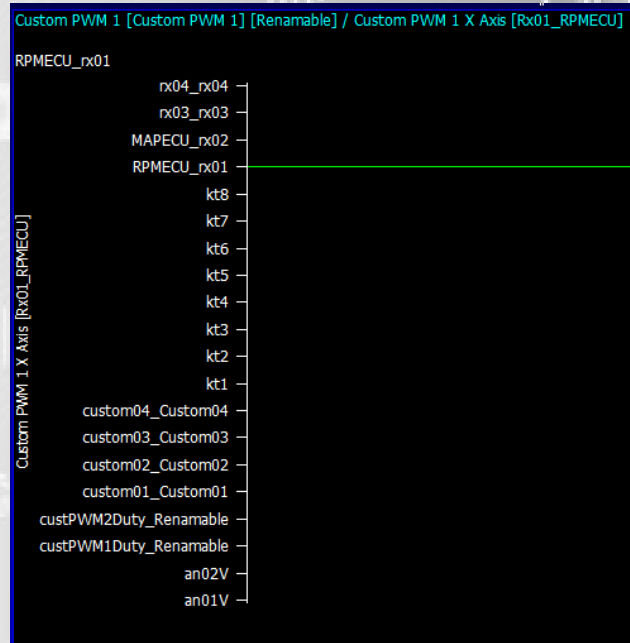 Custom PWM 1 [Custom PWM 1] [Renamable] / Custom PWM 1 X Axis [Rx01_RPMECU]
RPMECU_rx01
rx04_rx04
rx03_rx03
MAPECU_rx02
RPMECU_rx01
kt8
kt7
kt6
kt5
kt4
kt3
kt2
kt1
custom04_Custom04
custom03_Custom03
custom02_Custom02
custom01_Custom01
custPWM2Duty_Renamable
custPWM1Duty_Renamable
an02V
an01V
Custom PWM 1 X Axis [Rx01_RPMECU]